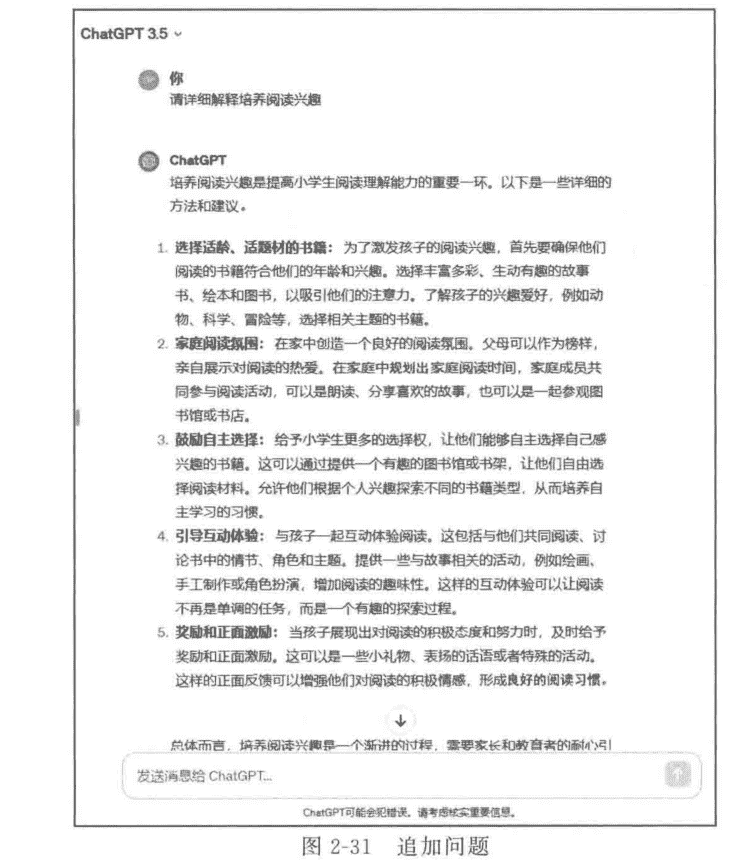 ChatGPT 3.5
你
请详细解释培养阅读兴趣
ChatGPT
培养阅读兴趣是提高小学生阅读理解能力的重要一环。以下是一些详细的
方法和建议。
1. 选择适龄、适题材的书籍：为了激发孩子的阅读兴趣，首先要确保他们
阅读的书籍符合他们的年龄和兴趣。选择丰富多彩、生动有趣的故事
书、绘本和图书，以吸引他们的注意力。了解孩子的兴趣爱好，例如动
物、科学、冒险等，选择相关主题的书籍。
2. 家庭阅读氛围：在家中创造一个良好的阅读氛围。父母可以作为榜样，
亲自展示对阅读的热爱。在家庭中规划出家庭阅读时间，家庭成员共
同参与阅读活动，可以是朗读、分享喜欢的故事，也可以是一起参观图
书馆或书店。
3. 鼓励自主选择：给予小学生更多的选择权，让他们能够自主选择自己感
兴趣的书籍。这可以通过提供一个有趣的图书馆或书架，让他们自由选
择阅读材料。允许他们根据个人兴趣探索不同的书籍类型，从而培养自
主学习的习惯。
4. 引导互动体验：与孩子一起互动体验阅读。这包括与他们共同阅读、讨
论书中的情节、角色和主题。提供一些与故事相关的活动，例如绘画、
手工制作或角色扮演，增加阅读的趣味性。这样的互动体验可以让阅读
不再是单调的任务，而是一个有趣的探索过程。
5. 奖励和正面激励：当孩子展现出对阅读的积极态度和努力时，及时给予
奖励和正面激励。这可以是一些小礼物、表扬的话语或者特殊的活动。
这样的正面反馈可以增强他们对阅读的积极情感，形成良好的阅读习惯。
总体而言，培养阅读兴趣是一个渐进的过程，需要家长和教育者的耐心引
发送消息给 ChatGPT...
ChatGPT可能会犯错误。请考虑核实重要信息。
图 2-31 追加问题